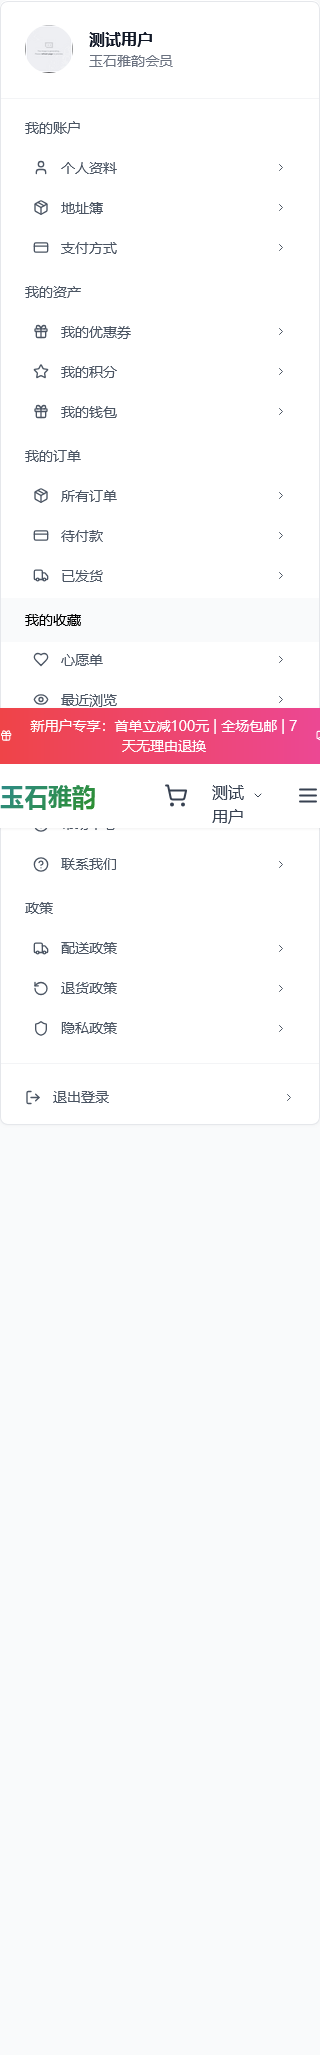 测试用户
玉石雅韵会员
我的账户
个人资料
地址簿
支付方式
我的资产
我的优惠券
我的积分
我的钱包
我的订单
所有订单
待付款
已发货
我的收藏
心愿单
最近浏览
新用户专享：首单立减100元 | 全场包邮 | 7
天无理由退换
玉石雅韵
测试
用户
联系我们
政策
配送政策
退货政策
隐私政策
退出登录